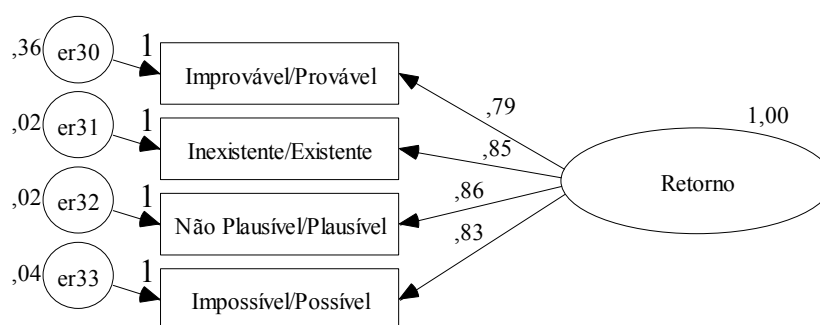 ,36 er30 1 Improvável/Provável ,79
,02 er31 1 Inexistente/Existente ,85
,02 er32 1 Não Plausível/Plausível ,86
,04 er33 1 Impossível/Possível ,83
1,00
Retorno